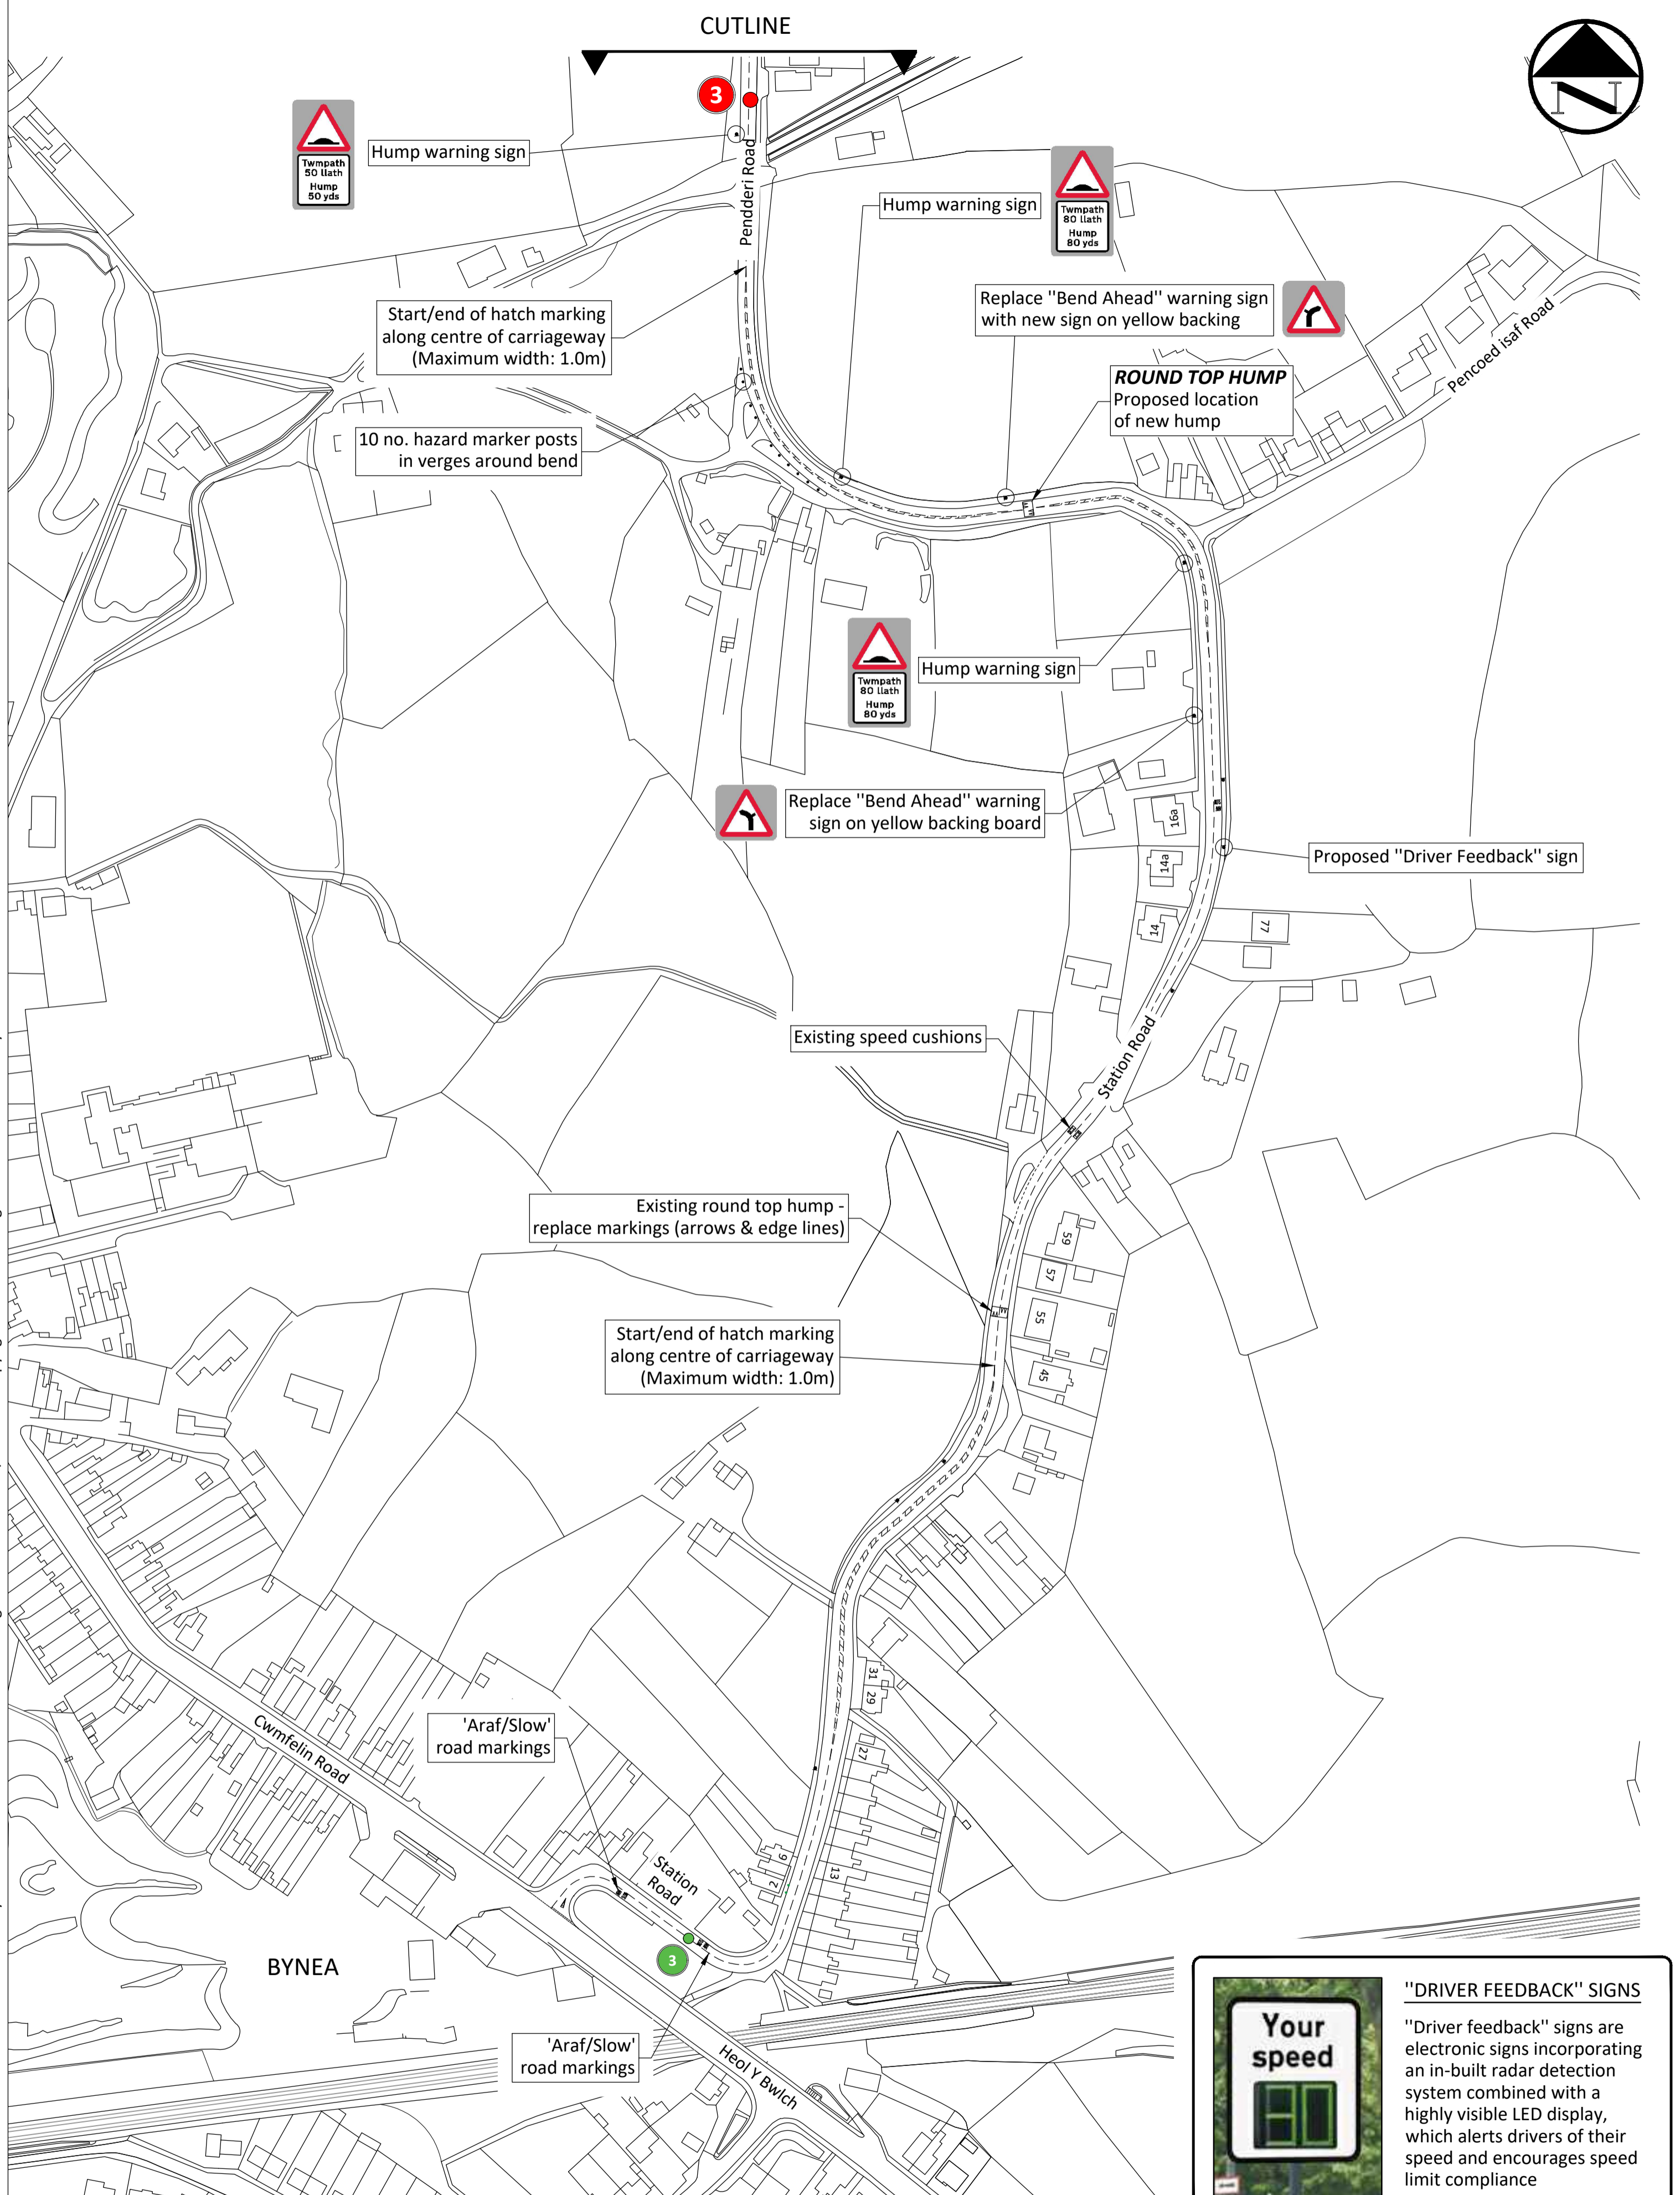 CUTLINE
3
N
Twmpath
50 llath
Hump
50 yds
Hump warning sign
Pendderi Road
Hump warning sign
Twmpath
80 llath
Hump
80 yds
Replace "Bend Ahead" warning sign
with new sign on yellow backing
Start/end of hatch marking
along centre of carriageway
(Maximum width: 1.0m)
Pencoed isaf Road
ROUND TOP HUMP
Proposed location
of new hump
10 no. hazard marker posts
in verges around bend
Hump warning sign
Twmpath
80 llath
Hump
80 yds
Replace "Bend Ahead" warning
sign on yellow backing board
16a
14a
14
77
Proposed "Driver Feedback" sign
Existing speed cushions
Station Road
Existing round top hump -
replace markings (arrows & edge lines)
59
57
55
45
Start/end of hatch marking
along centre of carriageway
(Maximum width: 1.0m)
31
29
27
'Araf/Slow'
road markings
Cwmfelin Road
Station
Road
9
2
13
3
BYNEA
'Araf/Slow'
road markings
Heol Y Bwlch
Your
speed
30
"DRIVER FEEDBACK" SIGNS
"Driver feedback" signs are
electronic signs incorporating
an in-built radar detection
system combined with a
highly visible LED display,
which alerts drivers of their
speed and encourages speed
limit compliance